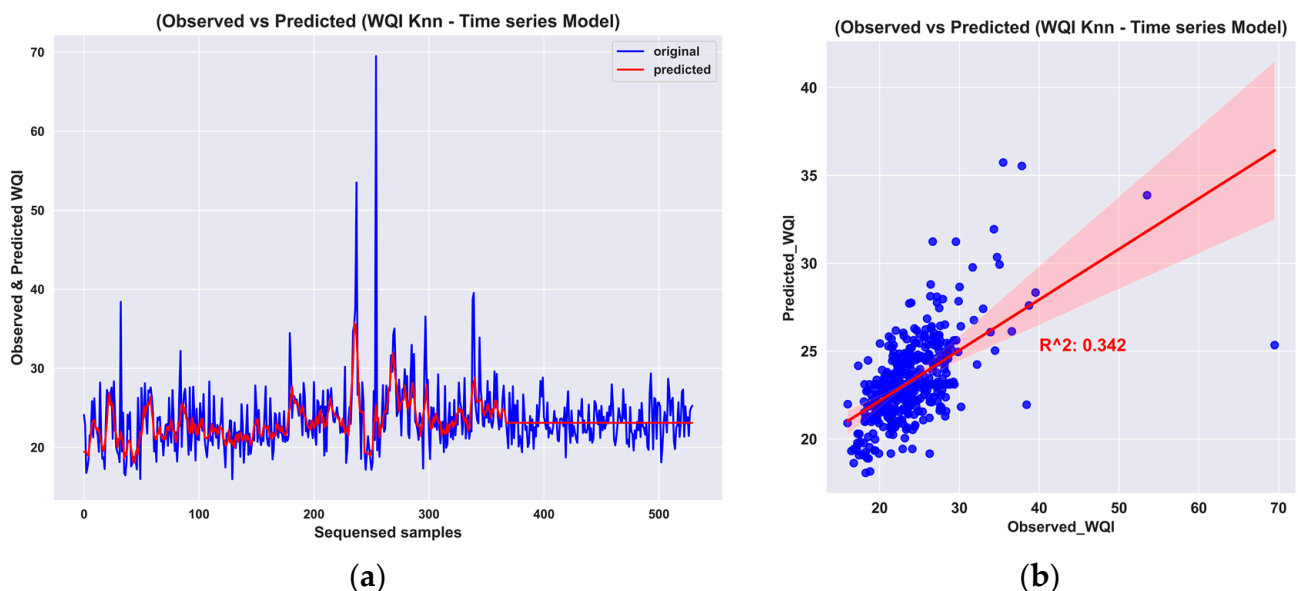 (Observed vs Predicted (WQI Knn - Time series Model)
70
60
50
40
30
20
Observed & Predicted WQI
original
predicted
0
100
200
300
400
500
Sequensed samples
(a)
(Observed vs Predicted (WQI Knn - Time series Model)
40
35
30
25
20
Predicted_WQI
R^2: 0.342
20
30
40
50
60
70
Observed_WQI
(b)